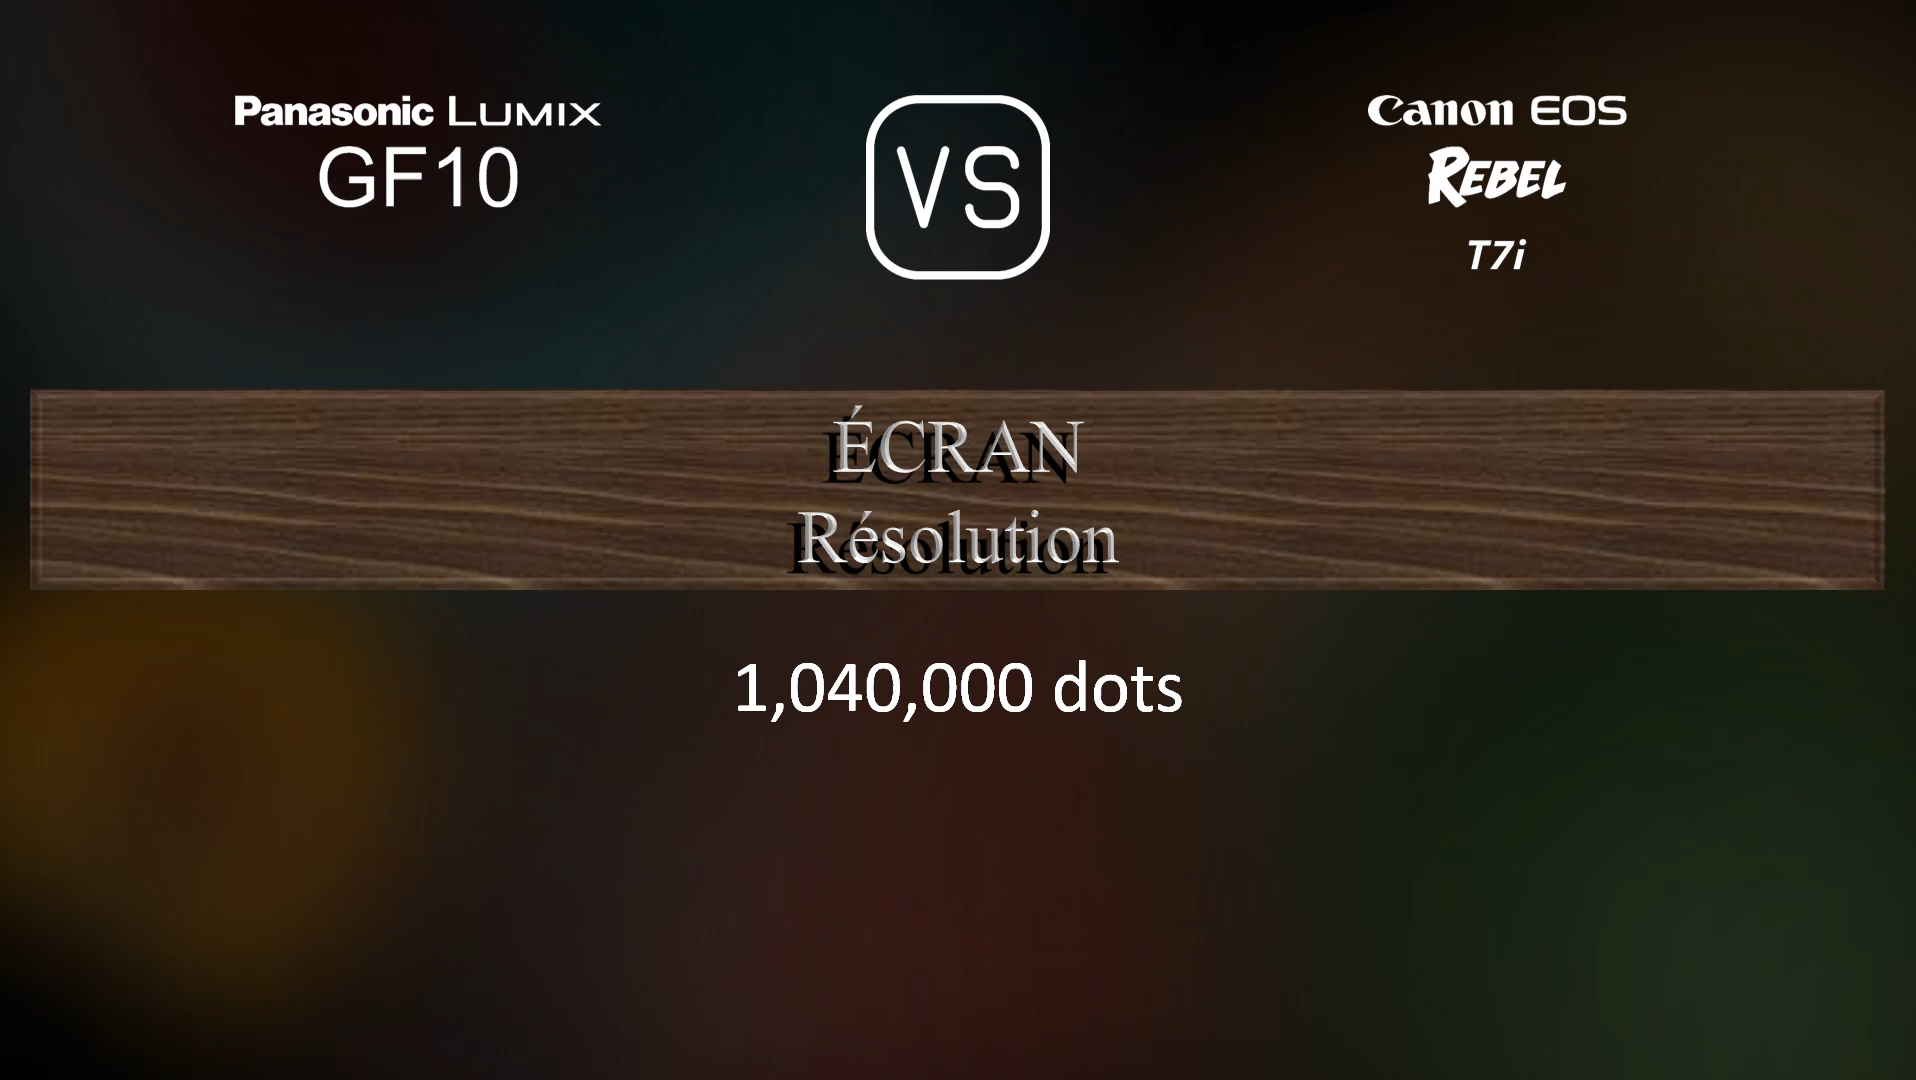 Panasonic LUMIX
GF10
VS
Canon EOS
REBEL
T7i
ÉCRAN
Résolution
1,040,000 dots